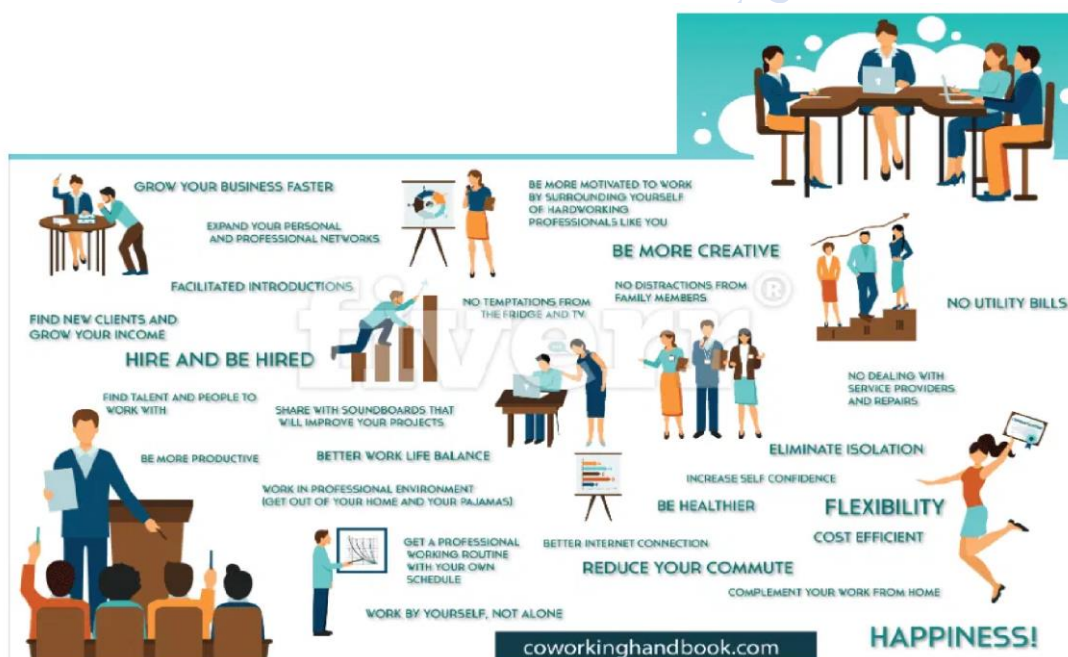 GROW YOUR BUSINESS FASTER
EXPAND YOUR PERSONAL
AND PROFESSIONAL NETWORKS
BE MORE MOTIVATED TO WORK
BY SURROUNDING YOURSELF
OF HARDWORKING
PROFESSIONALS LIKE YOU
BE MORE CREATIVE
FACILITATED INTRODUCTIONS
NO TEMPTATIONS FROM
THE FRIDGE AND TV
NO DISTRACTIONS FROM
FAMILY MEMBERS
NO UTILITY BILLS
fiverr®
FIND NEW CLIENTS AND
GROW YOUR INCOME
HIRE AND BE HIRED
1
NO DEALING WITH
SERVICE PROVIDERS
AND REPAIRS
FIND TALENT AND PEOPLE TO
WORK WITH
SHARE WITH SOUNDBOARDS THAT
WILL IMPROVE YOUR PROJECTS
BE MORE PRODUCTIVE
BETTER WORK LIFE BALANCE
ELIMINATE ISOLATION
INCREASE SELF CONFIDENCE
WORK IN PROFESSIONAL ENVIRONMENT
(GET OUT OF YOUR HOME AND YOUR PAJAMAS)
BE HEALTHIER
FLEXIBILITY
COST EFFICIENT
GET A PROFESSIONAL
WORKING ROUTINE
WITH YOUR OWN
SCHEDULE
BETTER INTERNET CONNECTION
REDUCE YOUR COMMUTE
COMPLEMENT YOUR WORK FROM HOME
WORK BY YOURSELF, NOT ALONE
coworkinghandbook.com
HAPPINESS!